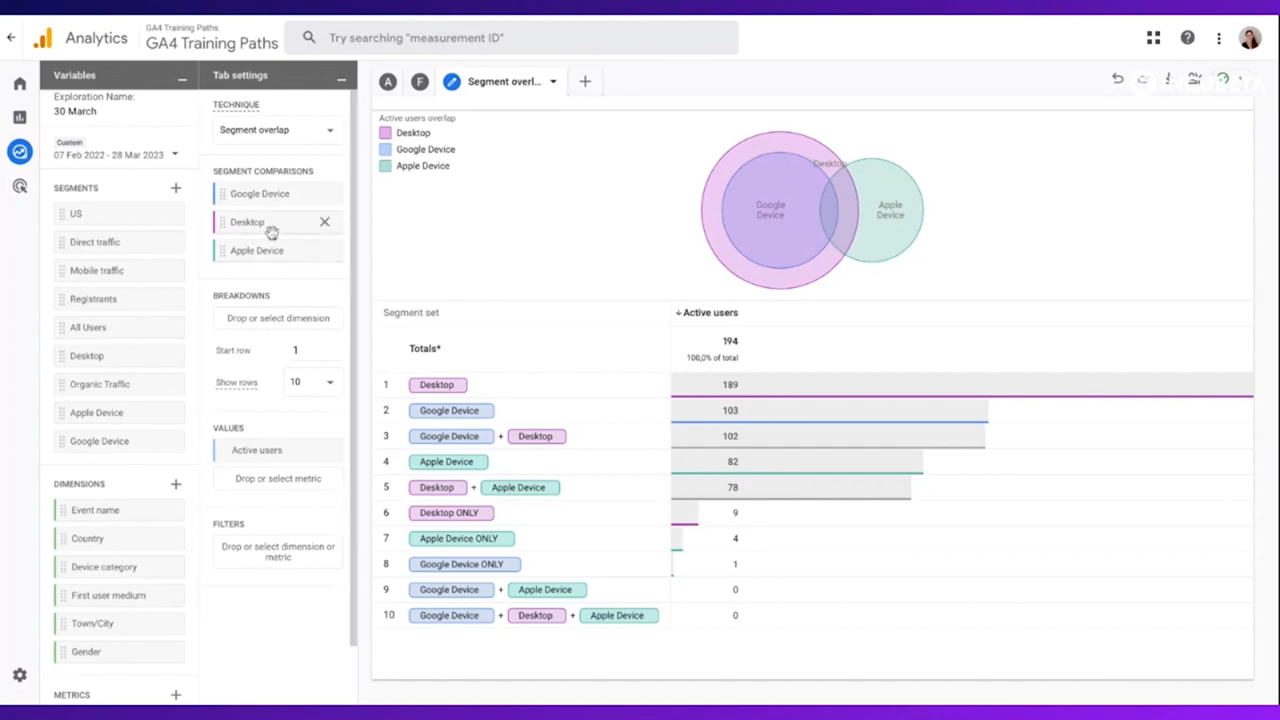 Analytics
GA4 Training Paths
GA4 Training Paths
Try searching "measurement ID"
Variables
Exploration Name:
30 March
Custom
07 Feb 2022 - 28 Mar 2023
SEGMENTS
US
Direct traffic
Mobile traffic
Registrants
All Users
Desktop
Organic Traffic
Apple Device
Google Device
DIMENSIONS
Event name
Country
Device category
First user medium
Town/City
Gender
METRICS
Tab settings
TECHNIQUE
Segment overlap
SEGMENT COMPARISONS
Google Device
Desktop
Apple Device
BREAKDOWNS
Drop or select dimension
Start row 1
Show rows 10
VALUES
Active users
Drop or select metric
FILTERS
Drop or select dimension or
metric
A F Segment overl...
Active users overlap
Desktop
Google Device
Apple Device
Desktop
Google
Device
Apple
Device
Segment set Active users
Totals* 194
100,0% of total
1 Desktop 189
2 Google Device 103
3 Google Device + Desktop 102
4 Apple Device 82
5 Desktop + Apple Device 78
6 Desktop ONLY 9
7 Apple Device ONLY 4
8 Google Device ONLY 1
9 Google Device + Apple Device 0
10 Google Device + Desktop + Apple Device 0